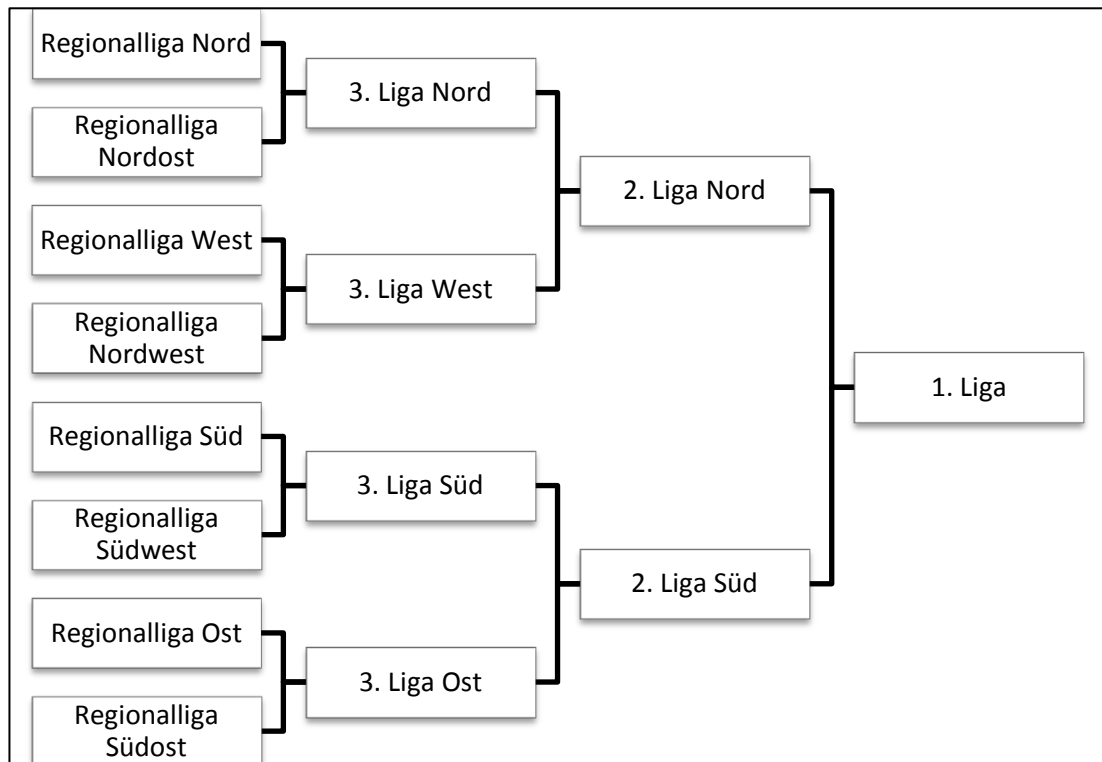 Regionalliga Nord
Regionalliga
Nordost
Regionalliga West
Regionalliga
Nordwest
Regionalliga Süd
Regionalliga
Südwest
Regionalliga Ost
Regionalliga
Südost
3. Liga Nord
3. Liga West
3. Liga Süd
3. Liga Ost
2. Liga Nord
2. Liga Süd
1. Liga